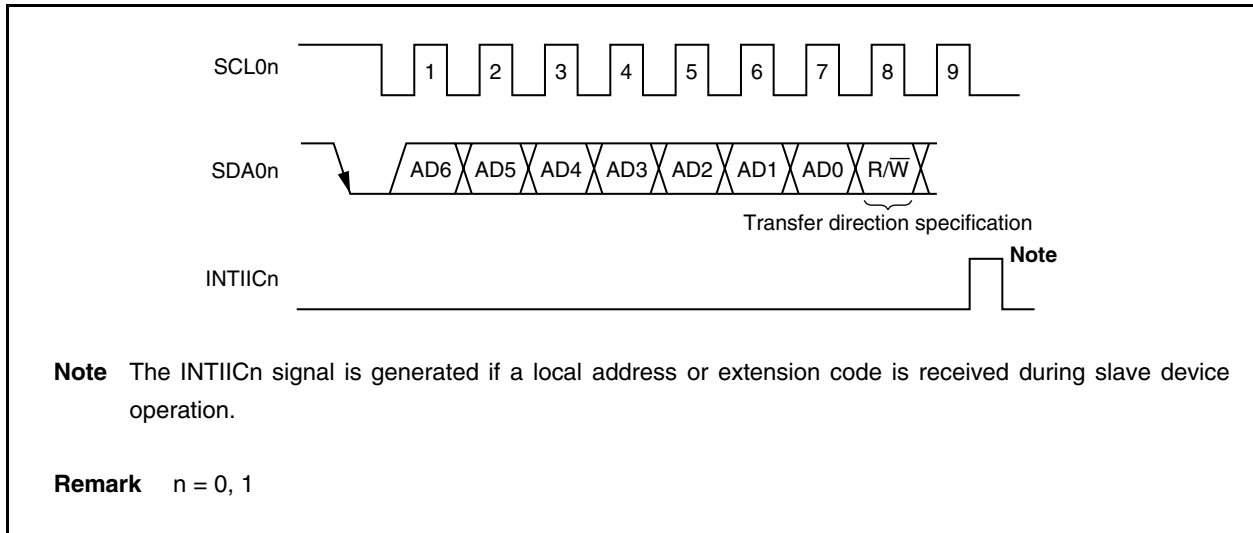 SCL0n 1 2 3 4 5 6 7 8 9
SDA0n AD6 AD5 AD4 AD3 AD2 AD1 AD0 R/W̅
Transfer direction specification
INTIICn Note
Note The INTIICn signal is generated if a local address or extension code is received during slave device
operation.
Remark n = 0, 1